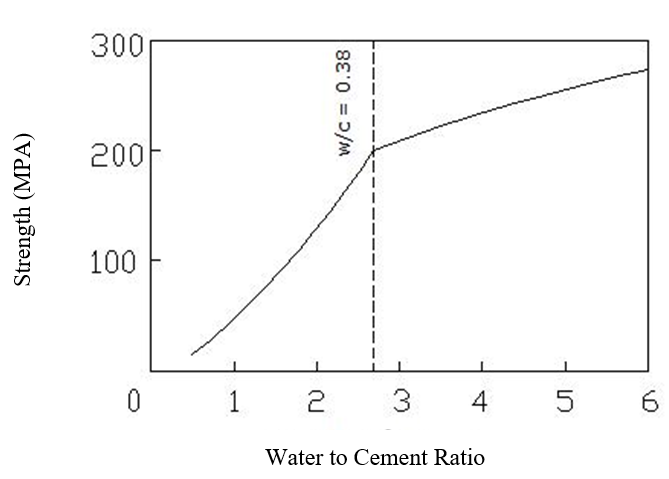 300
200
100
Strength (MPA)
w/c = 0.38
0 1 2 3 4 5 6
Water to Cement Ratio